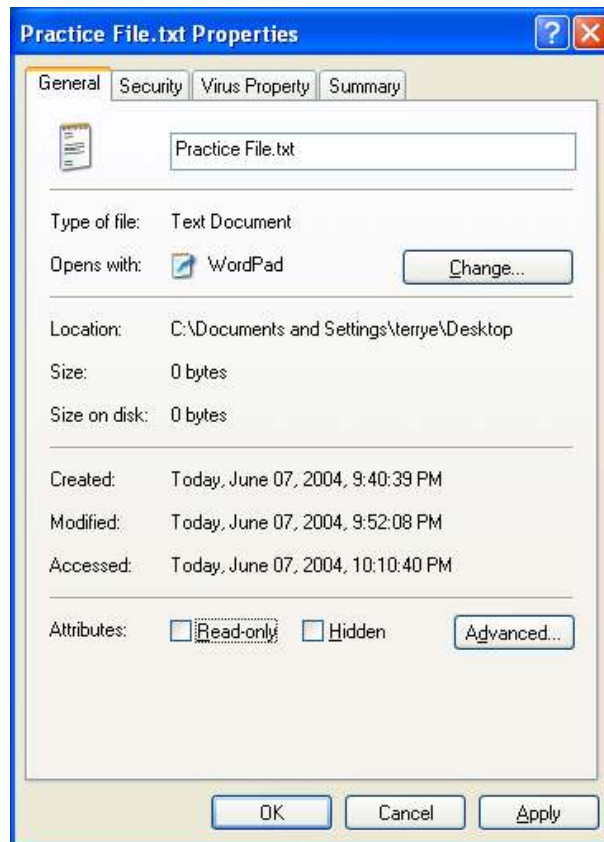 Practice File.txt Properties
General Security Virus Property Summary
Practice File.txt
Type of file: Text Document
Opens with: WordPad Change...
Location: C:\Documents and Settings\terrye\Desktop
Size: 0 bytes
Size on disk: 0 bytes
Created: Today, June 07, 2004, 9:40:39 PM
Modified: Today, June 07, 2004, 9:52:08 PM
Accessed: Today, June 07, 2004, 10:10:40 PM
Attributes: Read-only Hidden Advanced...
OK Cancel Apply